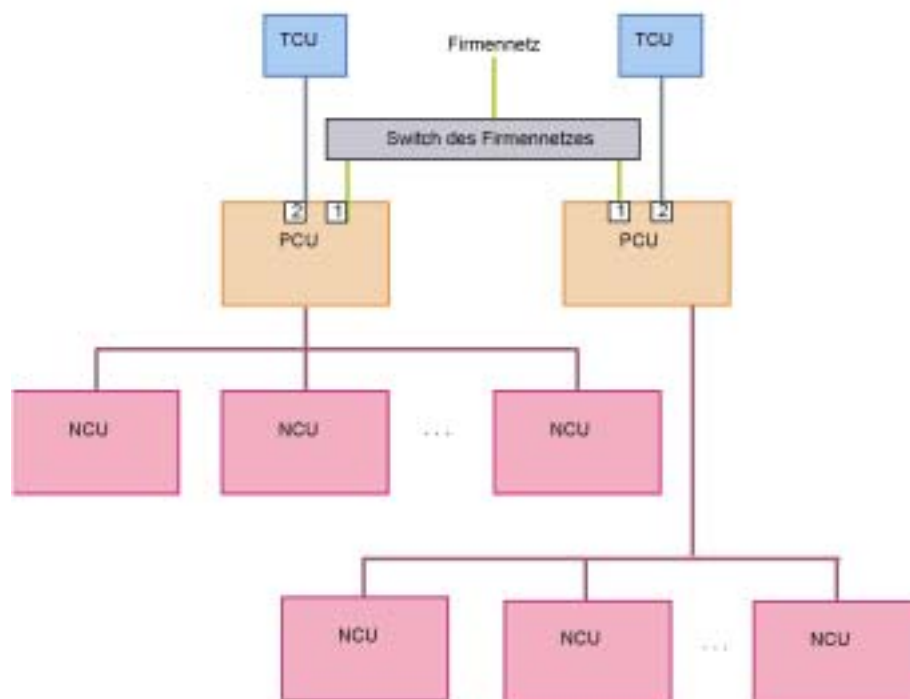 TCU
Firmennetz
TCU
Switch des Firmennetzes
2 1
1 2
PCU
PCU
NCU
NCU
. . .
NCU
NCU
NCU
. . .
NCU